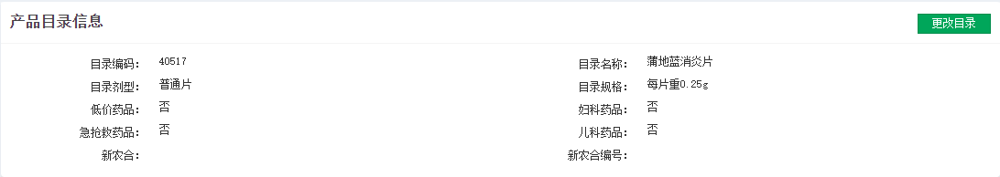 产品目录信息 更改目录
目录编码： 40517 目录名称： 蒲地蓝消炎片
目录剂型： 普通片 目录规格： 每片重0.25g
低价药品： 否 妇科药品： 否
急抢救药品： 否 儿科药品： 否
新农合： 新农合编号：